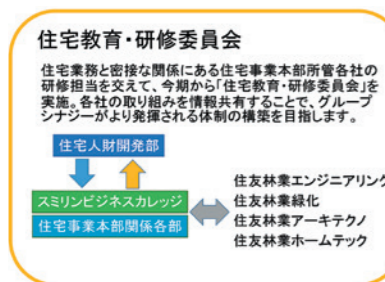 住宅教育・研修委員会
住宅業務と密接な関係にある住宅事業本部所管各社の
研修担当を交えて、今期から「住宅教育・研修委員会」を
実施。各社の取り組みを情報共有することで、グループ
シナジーがより発揮される体制の構築を目指します。
住宅人財開発部
スミリンビジネスカレッジ
住宅事業本部関係各部
住友林業エンジニアリング
住友林業緑化
住友林業アーキテクノ
住友林業ホームテック